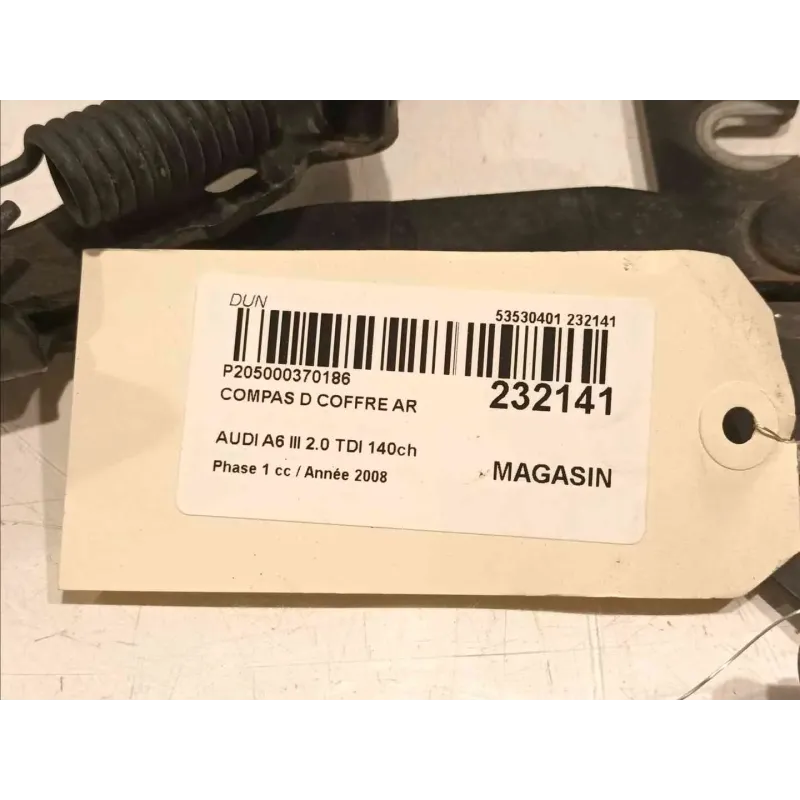 DUN
53530401 232141
P205000370186
232141
COMPAS D COFFRE AR
AUDI A6 III 2.0 TDI 140ch
Phase 1 cc / Année 2008
MAGASIN